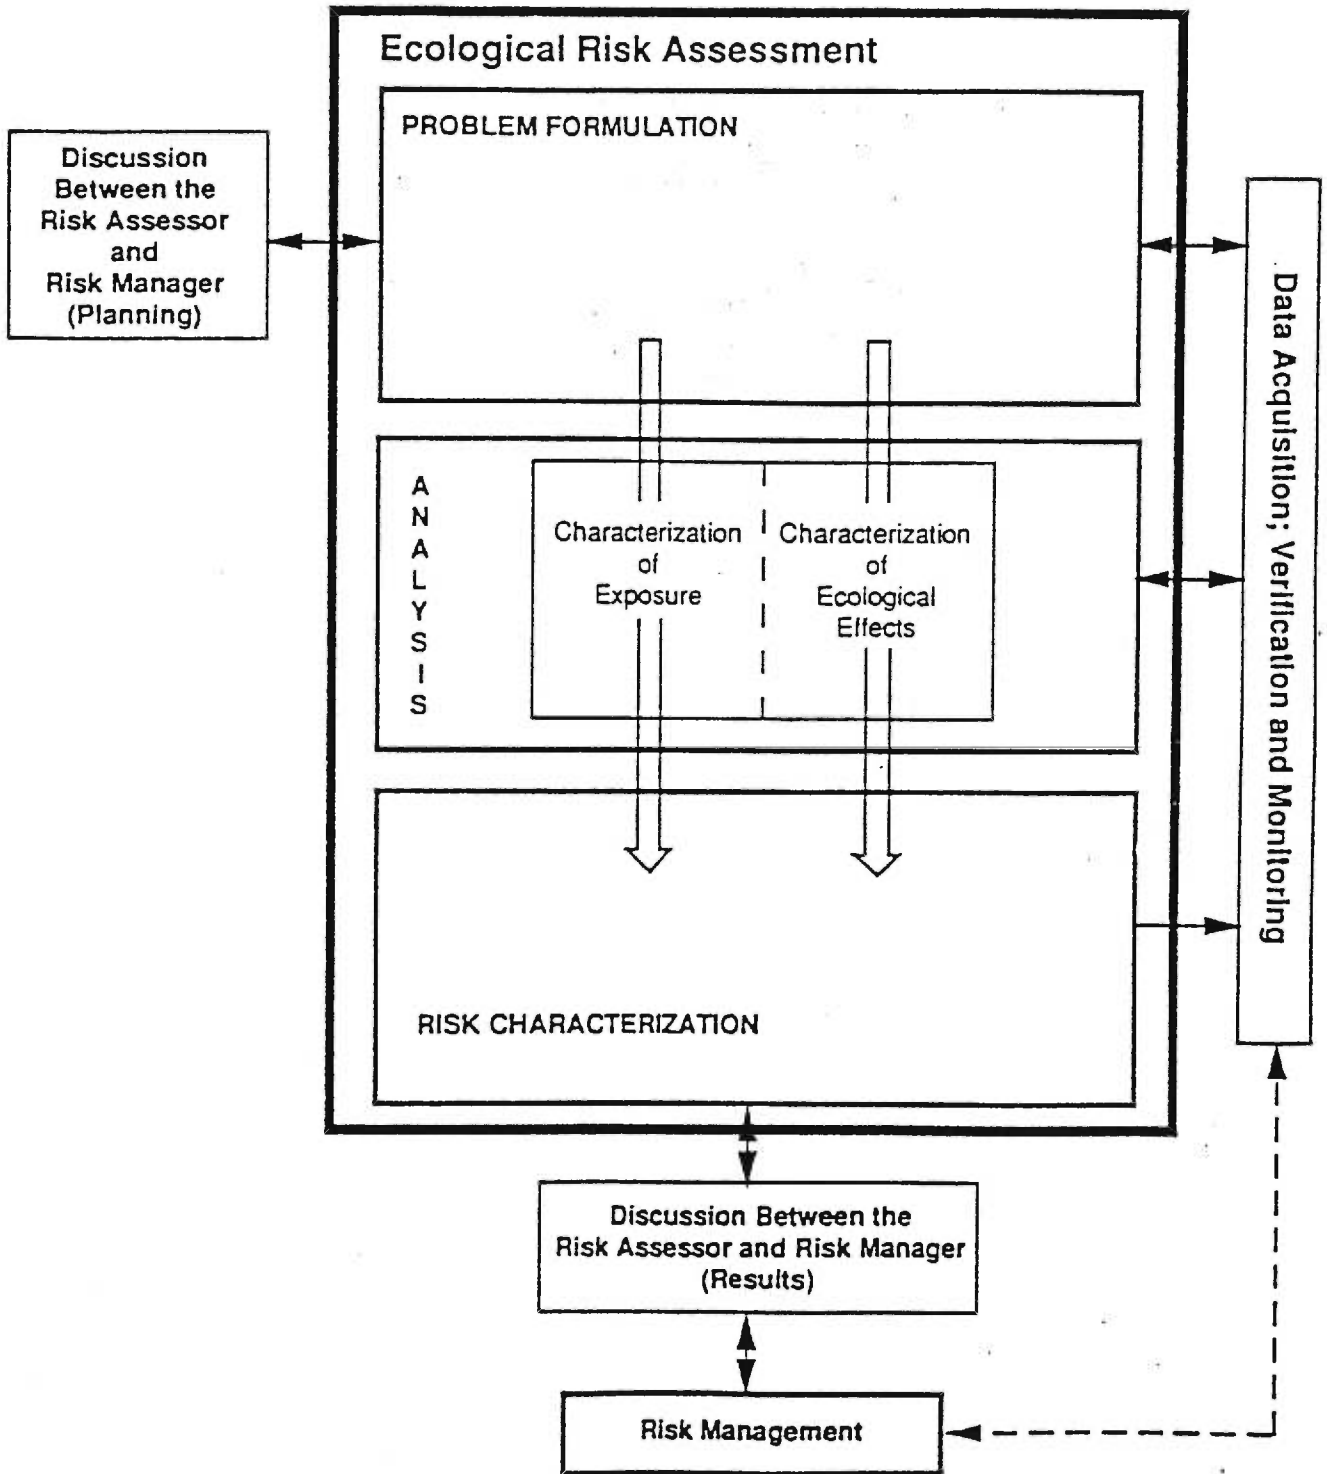 Ecological Risk Assessment
PROBLEM FORMULATION
Discussion
Between the
Risk Assessor
and
Risk Manager
(Planning)
Data Acquisition; Verification and Monitoring
A
N
A
L
Y
S
I
S
Characterization
of
Exposure
Characterization
of
Ecological
Effects
RISK CHARACTERIZATION
Discussion Between the
Risk Assessor and Risk Manager
(Results)
Risk Management